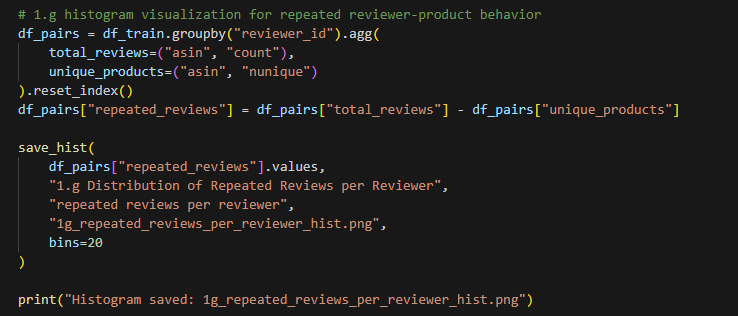 # 1.g histogram visualization for repeated reviewer-product behavior
df_pairs = df_train.groupby("reviewer_id").agg(
    total_reviews=("asin", "count"),
    unique_products=("asin", "nunique")
).reset_index()
df_pairs["repeated_reviews"] = df_pairs["total_reviews"] - df_pairs["unique_products"]

save_hist(
    df_pairs["repeated_reviews"].values,
    "1.g Distribution of Repeated Reviews per Reviewer",
    "repeated reviews per reviewer",
    "1g_repeated_reviews_per_reviewer_hist.png",
    bins=20
)

print("Histogram saved: 1g_repeated_reviews_per_reviewer_hist.png")